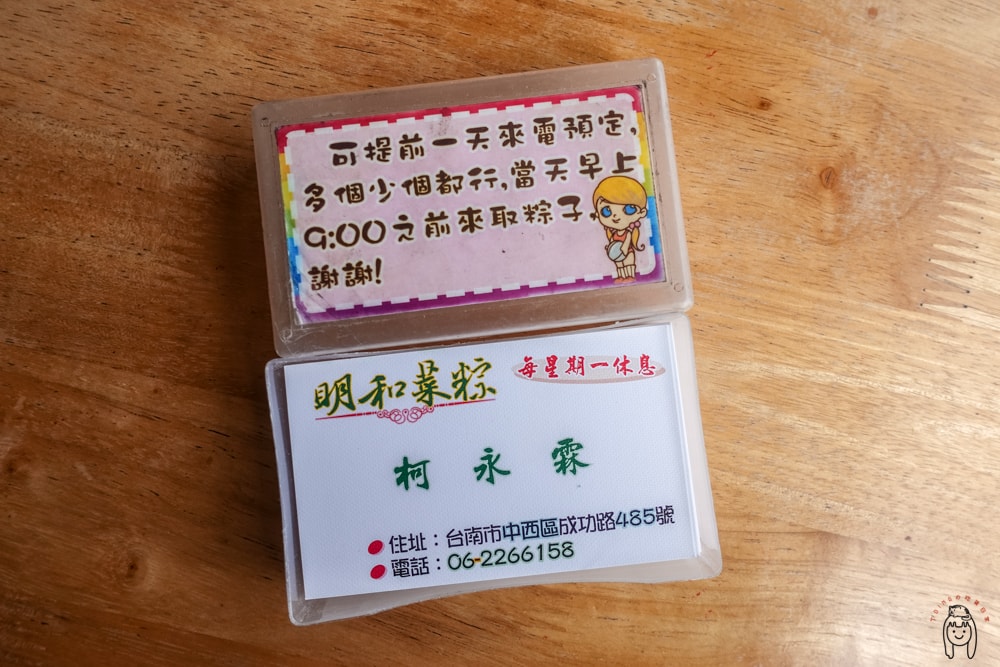 可提前一天來電預定,
多個少個都行,當天早上
9:00之前來取粽子,
謝謝!
明和菜粽
每星期一休息
柯永霖
住址：台南市中西區成功路485號
電話：06-2266158